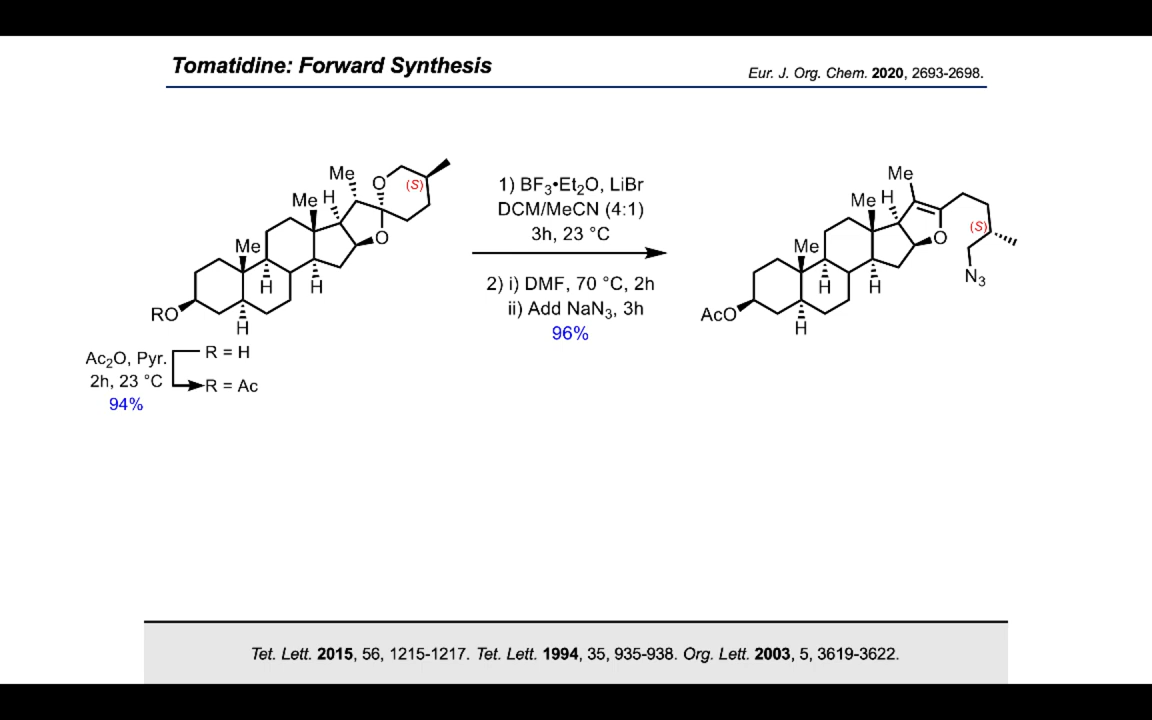 Tomatidine: Forward Synthesis
Eur. J. Org. Chem. 2020, 2693-2698.
Me
O
(S)
Me
H
Me
O
H
H
RO
H
R = H
Ac₂O, Pyr.
2h, 23 °C
R = Ac
94%
1) BF₃•Et₂O, LiBr
DCM/MeCN (4:1)
3h, 23 °C
2) i) DMF, 70 °C, 2h
ii) Add NaN₃, 3h
96%
Me
Me
H
(S)
Me
O
N₃
H
H
AcO
H
Tet. Lett. 2015, 56, 1215-1217. Tet. Lett. 1994, 35, 935-938. Org. Lett. 2003, 5, 3619-3622.